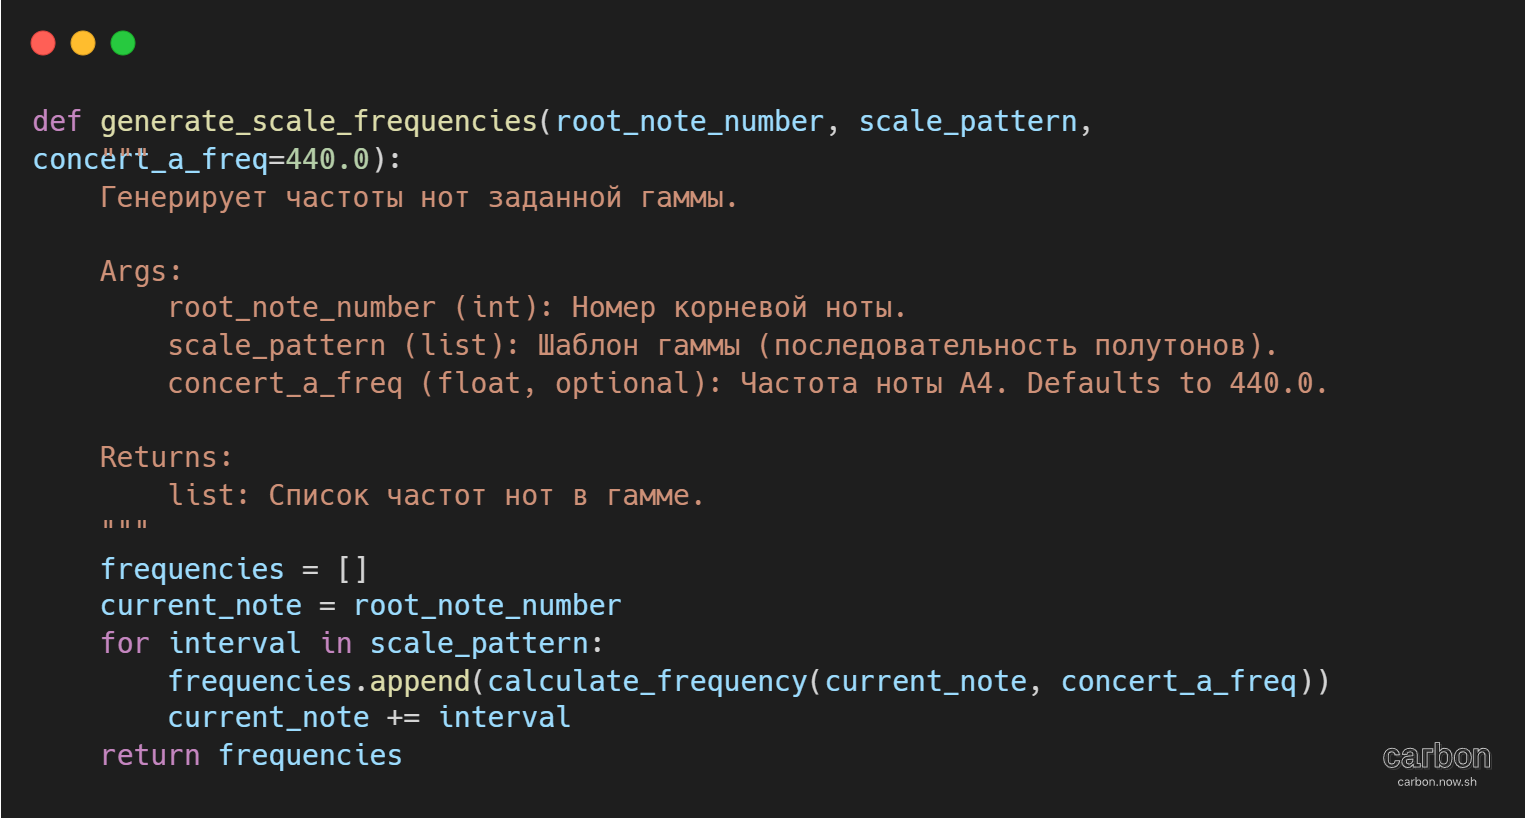 def generate_scale_frequencies(root_note_number, scale_pattern,
concert_a_freq=440.0):
    """
    Генерирует частоты нот заданной гаммы.

    Args:
        root_note_number (int): Номер корневой ноты.
        scale_pattern (list): Шаблон гаммы (последовательность полутонов).
        concert_a_freq (float, optional): Частота ноты A4. Defaults to 440.0.

    Returns:
        list: Список частот нот в гамме.
    """
    frequencies = []
    current_note = root_note_number
    for interval in scale_pattern:
        frequencies.append(calculate_frequency(current_note, concert_a_freq))
        current_note += interval
    return frequencies
carbon
carbon.now.sh